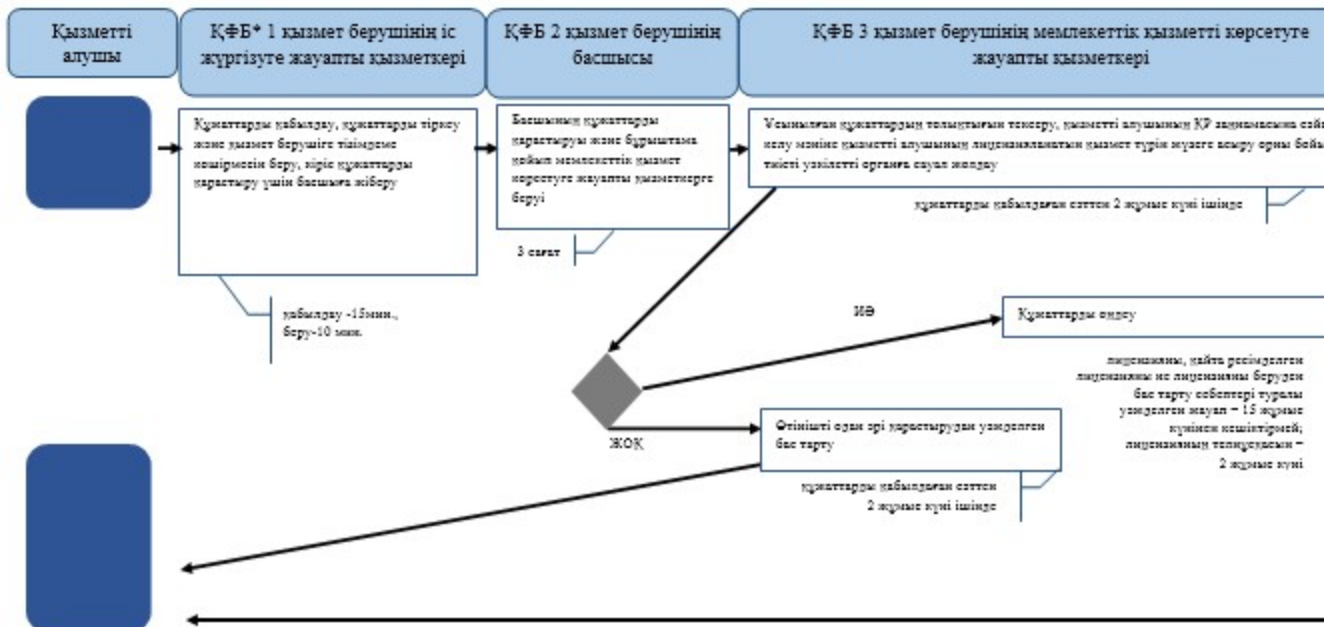 Қызметті
алушы
ҚФБ* 1 қызмет берушінің іс
жүргізуге жауапты қызметкері
ҚФБ 2 қызмет берушінің
басшысы
ҚФБ 3 қызмет берушінің мемлекеттік қызметті көрсетуге
жауапты қызметкері
Құжаттарды қабылдау, құжаттарды тіркеу
және қызмет берушіге тізімдеме
көшірмесін беру, кіріс құжаттарды
қарастыру үшін басшыға жіберу
Басшының құжаттарды
қарастыруы және бұрыштама
қойып мемлекеттік қызмет
көрсетуге жауапты қызметкерге
беруі
Ұсынылған құжаттардың толықтығын тексеру, қызметті алушының ҚР заңнамасына сәй
келу мәніне қызметті алушының лицензияланатын қызмет түрін жүзеге асыру орны бойы
тиісті уәкілетті органға сауал жолдау
құжаттарды қабылдаған сәттен 2 жұмыс күні ішінде
3 сағат
қабылдау -15мин.,
беру-10 мин.
ИӘ
Құжаттарды өңдеу
лицензияны, қайта ресімделген
лицензияны не лицензияны беруден
бас тарту себептері туралы
уәжделген жауап – 15 жұмыс
күнінен кешіктірмей;
лицензияның телнұсқасын –
2 жұмыс күні
ЖОҚ
Өтінішті одан әрі қарастырудан уәжделген
бас тарту
құжаттарды қабылдаған сәттен
2 жұмыс күні ішінде